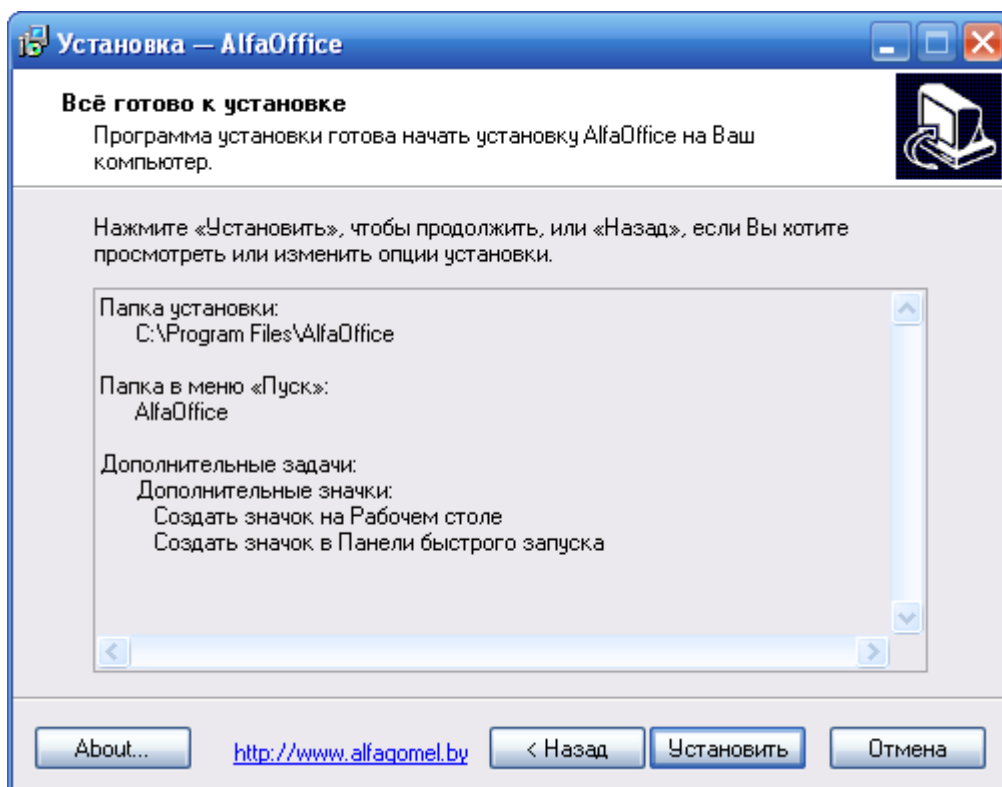 Установка — AlfaOffice
Всё готово к установке
Программа установки готова начать установку AlfaOffice на Ваш
компьютер.
Нажмите «Установить», чтобы продолжить, или «Назад», если Вы хотите
просмотреть или изменить опции установки.
Папка установки:
C:\Program Files\AlfaOffice
Папка в меню «Пуск»:
AlfaOffice
Дополнительные задачи:
Дополнительные значки:
Создать значок на Рабочем столе
Создать значок в Панели быстрого запуска
About... http://www.alfagomel.by < Назад Установить Отмена